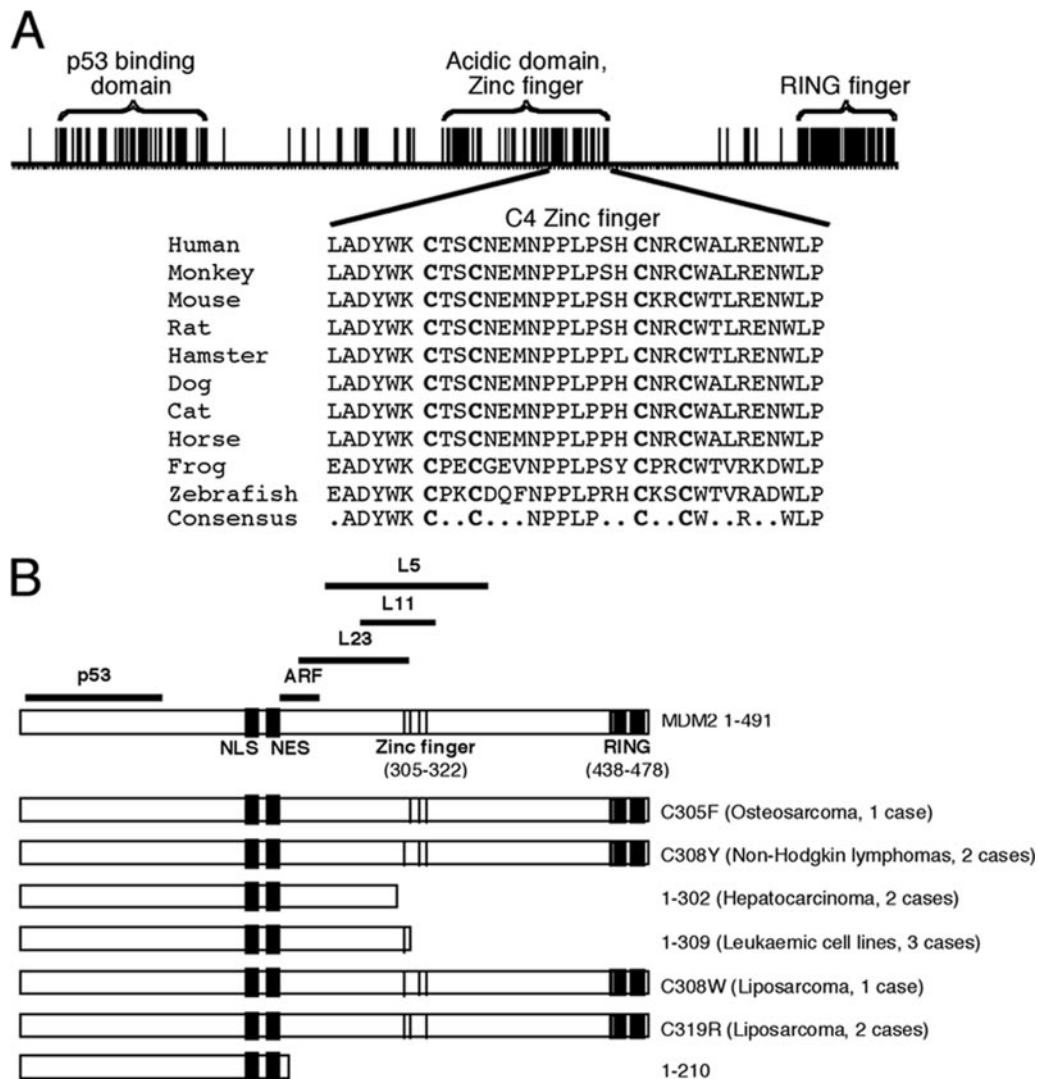 A
p53 binding domain
Acidic domain, Zinc finger
RING finger
C4 Zinc finger
Human LADYWK CTSCNEMNPPLPSH CNRCWALRENWLP
Monkey LADYWK CTSCNEMNPPLPSH CNRCWALRENWLP
Mouse LADYWK CTSCNEMNPPLPSH CKRCWTLRENWLP
Rat LADYWK CTSCNEMNPPLPSH CKRCWTLRENWLP
Hamster LADYWK CTSCNEMNPPLPPL CNRCWTLRENWLP
Dog LADYWK CTSCNEMNPPLPPH CNRCWALRENWLP
Cat LADYWK CTSCNEMNPPLPPH CNRCWALRENWLP
Horse LADYWK CTSCNEMNPPLPPH CNRCWALRENWLP
Frog EADYWK CPECGEVNPPLPSY CPRCWTVRKDWLP
Zebrafish EADYWK CPKCDQFNPPLPRH CKSCWTVRADWLP
Consensus .ADYWK C..C...NPPLP.. C..CW..R..WLP
B
L5
L11
L23
p53
ARF
MDM2 1-491
NLS NES Zinc finger RING
(305-322) (438-478)
C305F (Osteosarcoma, 1 case)
C308Y (Non-Hodgkin lymphomas, 2 cases)
1-302 (Hepatocarcinoma, 2 cases)
1-309 (Leukaemic cell lines, 3 cases)
C308W (Liposarcoma, 1 case)
C319R (Liposarcoma, 2 cases)
1-210